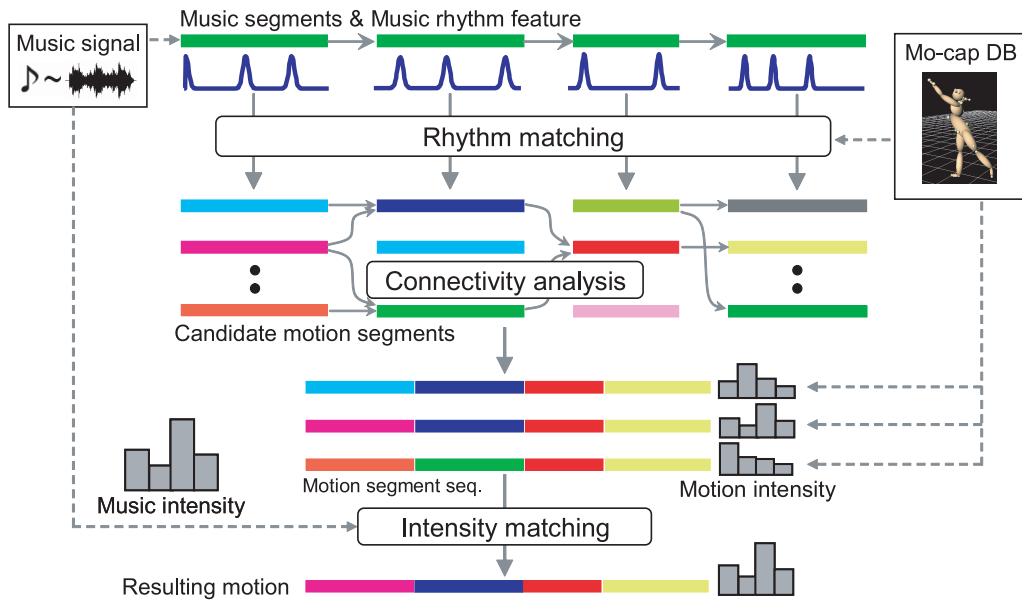 Music segments & Music rhythm feature
Music signal
Mo-cap DB
Rhythm matching
Connectivity analysis
Candidate motion segments
Music intensity
Motion segment seq.
Motion intensity
Intensity matching
Resulting motion